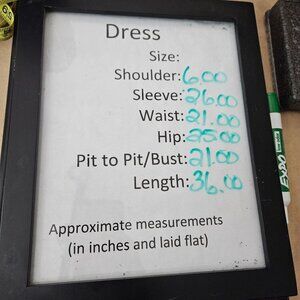 Dress
Size:
Shoulder: 6.00
Sleeve: 26.00
Waist: 21.00
Hip: 25.00
Pit to Pit/Bust: 21.00
Length: 36.00
Approximate measurements
(in inches and laid flat)
EXPO